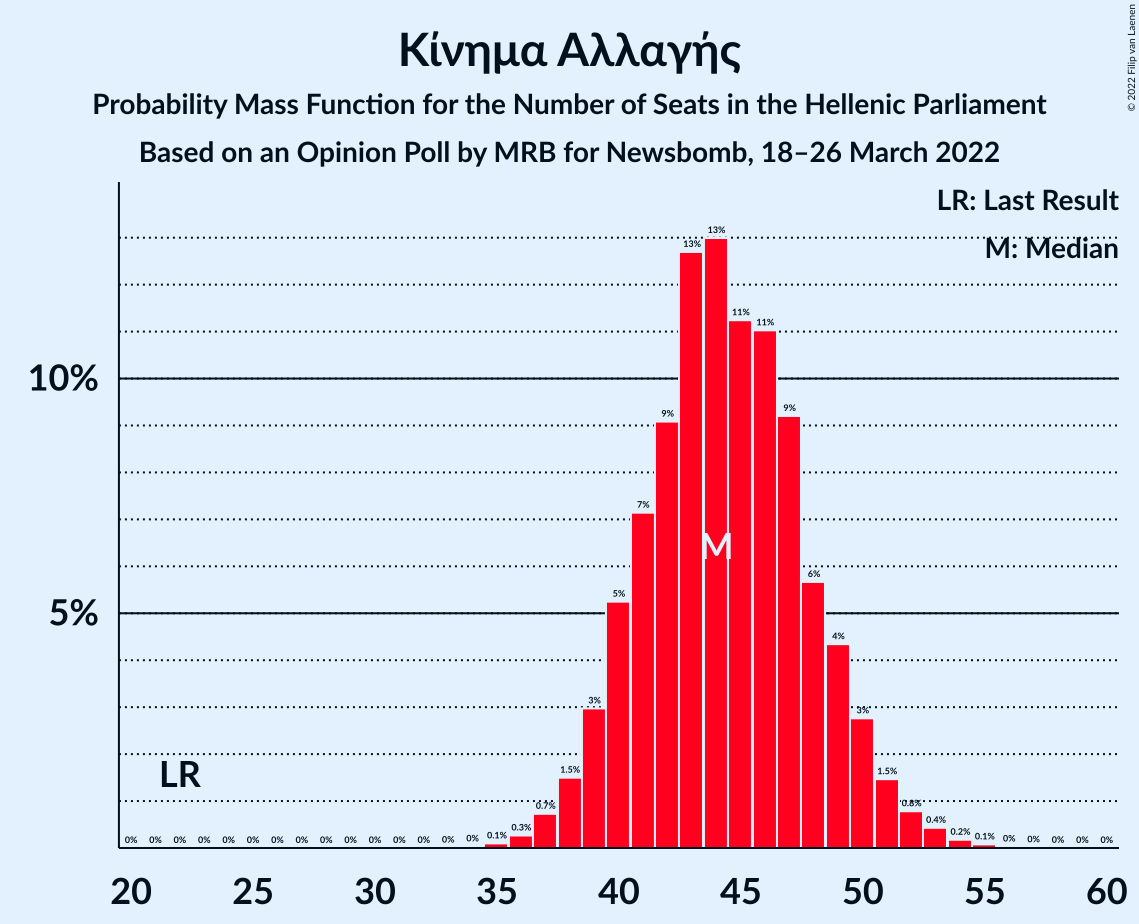 Κίνημα Αλλαγής
Probability Mass Function for the Number of Seats in the Hellenic Parliament
Based on an Opinion Poll by MRB for Newsbomb, 18–26 March 2022
© 2022 Filip van Laenen
LR: Last Result
M: Median
10%
5%
0% 0% 0% 0% 0% 0% 0% 0% 0% 0% 0% 0% 0% 0% 0% 0.1% 0.3% 0.7% 1.5% 3% 5% 7% 9% 13% 13% 11% 11% 9% 6% 4% 3% 1.5% 0.8% 0.4% 0.2% 0.1% 0% 0% 0% 0% 0%
M
LR
20 25 30 35 40 45 50 55 60